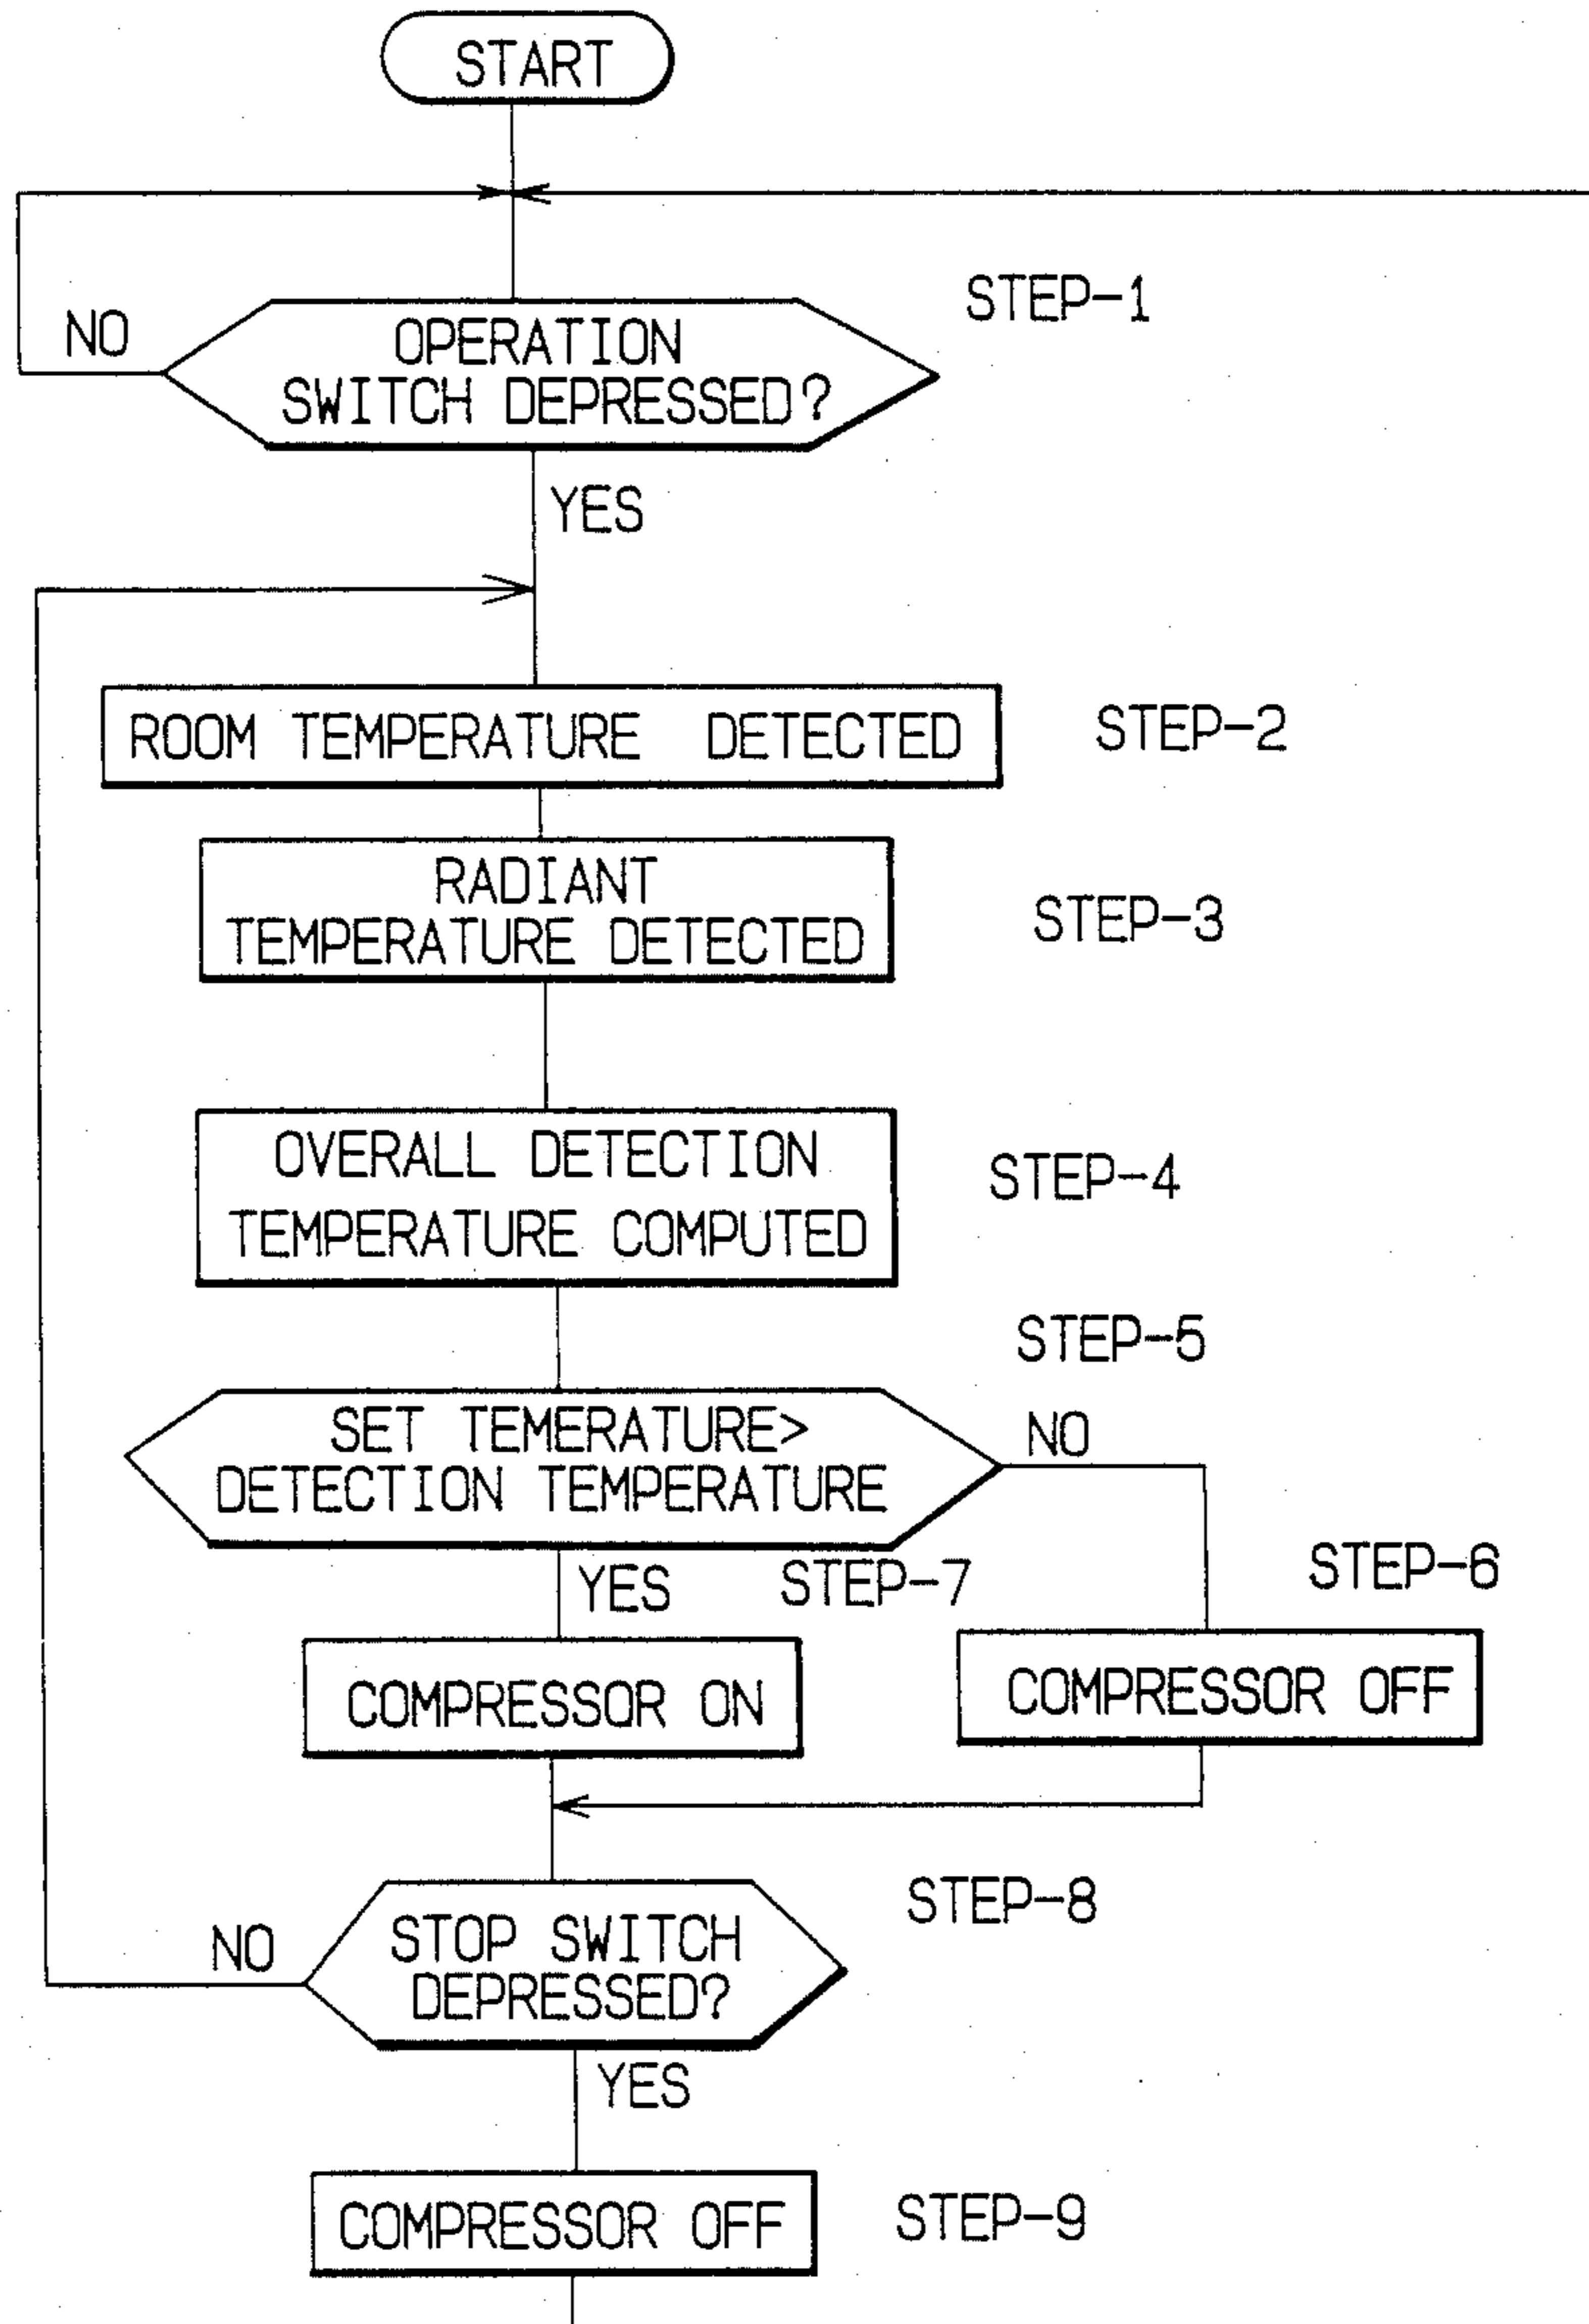 START
STEP-1
NO
OPERATION
SWITCH DEPRESSED?
YES
ROOM TEMPERATURE DETECTED
STEP-2
RADIANT
TEMPERATURE DETECTED
STEP-3
OVERALL DETECTION
TEMPERATURE COMPUTED
STEP-4
STEP-5
SET TEMERATURE>
DETECTION TEMPERATURE
NO
YES
STEP-7
STEP-6
COMPRESSOR ON
COMPRESSOR OFF
STEP-8
NO
STOP SWITCH
DEPRESSED?
YES
COMPRESSOR OFF
STEP-9